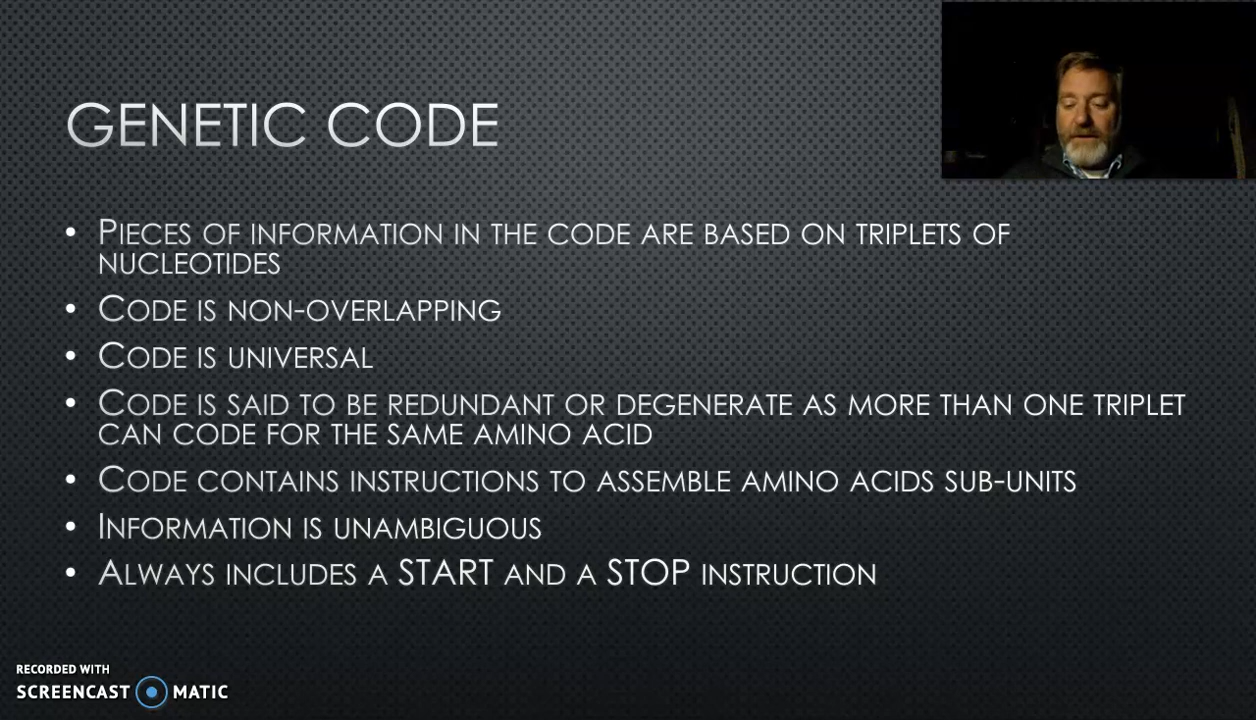 GENETIC CODE
• PIECES OF INFORMATION IN THE CODE ARE BASED ON TRIPLETS OF
NUCLEOTIDES
• CODE IS NON-OVERLAPPING
• CODE IS UNIVERSAL
• CODE IS SAID TO BE REDUNDANT OR DEGENERATE AS MORE THAN ONE TRIPLET
CAN CODE FOR THE SAME AMINO ACID
• CODE CONTAINS INSTRUCTIONS TO ASSEMBLE AMINO ACIDS SUB-UNITS
• INFORMATION IS UNAMBIGUOUS
• ALWAYS INCLUDES A START AND A STOP INSTRUCTION
RECORDED WITH
SCREENCAST MATIC